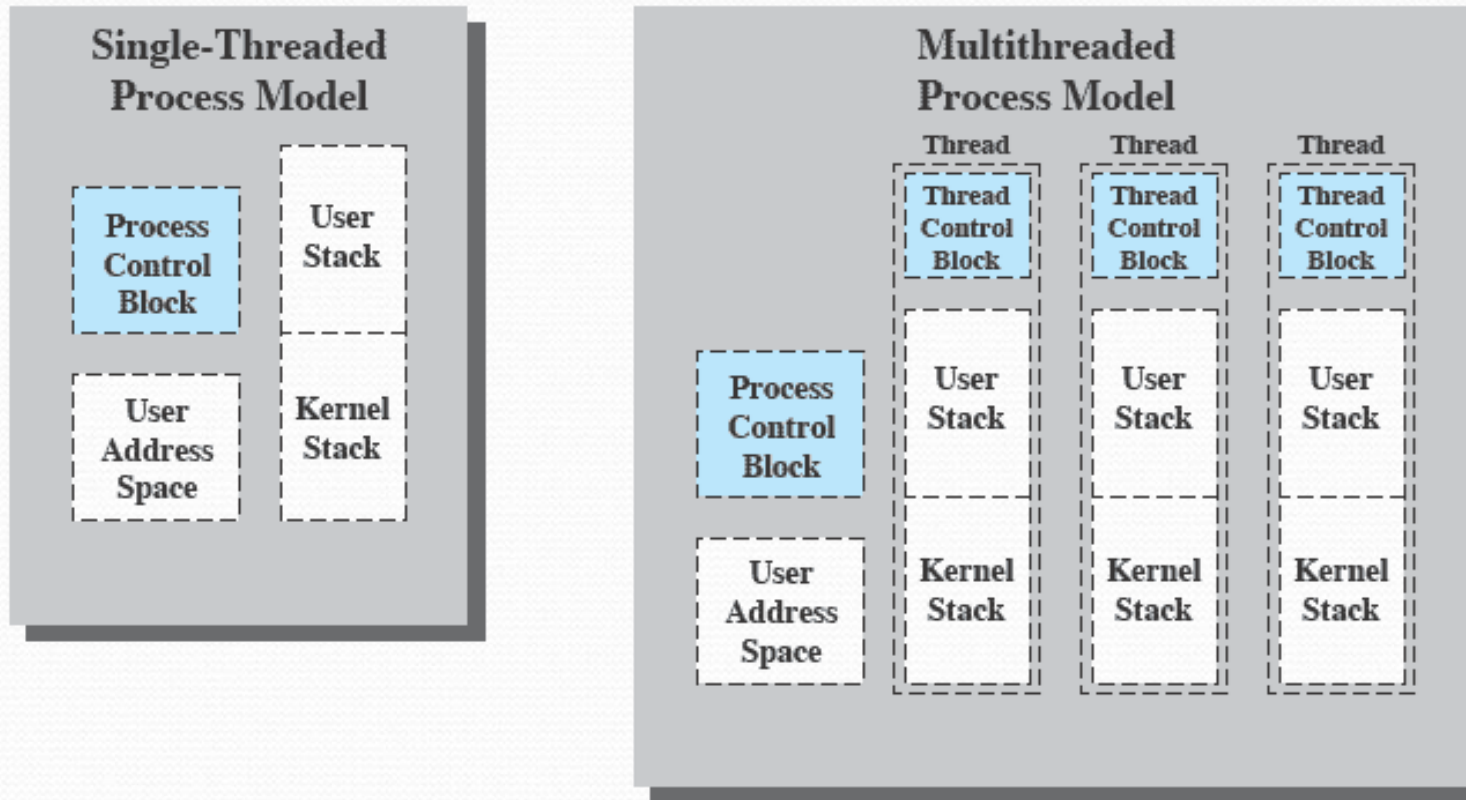 Single-Threaded
Process Model
Process
Control
Block
User
Stack
User
Address
Space
Kernel
Stack
Multithreaded
Process Model
Thread
Thread
Thread
Process
Control
Block
User
Address
Space
Thread
Control
Block
User
Stack
Kernel
Stack
Thread
Control
Block
User
Stack
Kernel
Stack
Thread
Control
Block
User
Stack
Kernel
Stack